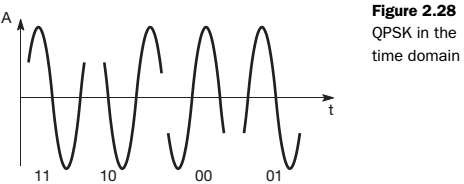 A
t
11 10 00 01
Figure 2.28
QPSK in the
time domain